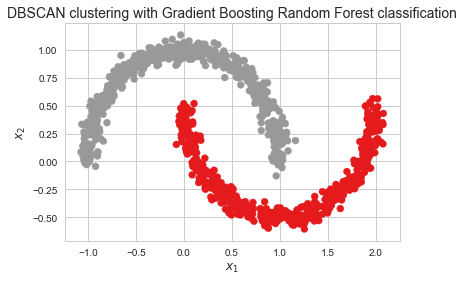 DBSCAN clustering with Gradient Boosting Random Forest classification
1.00
0.75
0.50
0.25
0.00
−0.25
−0.50
x₂
−1.0 −0.5 0.0 0.5 1.0 1.5 2.0
x₁